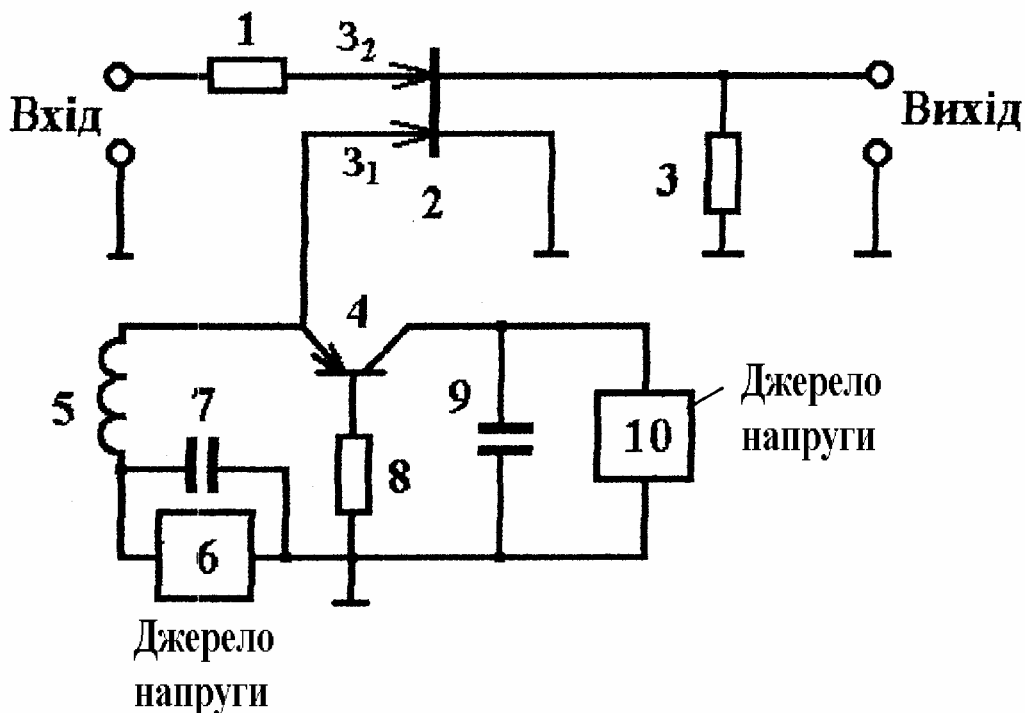 1
З₂
Вхід
Вихід
З₁
2
3
4
5
7
9
8
10
Джерело
напруги
6
Джерело
напруги